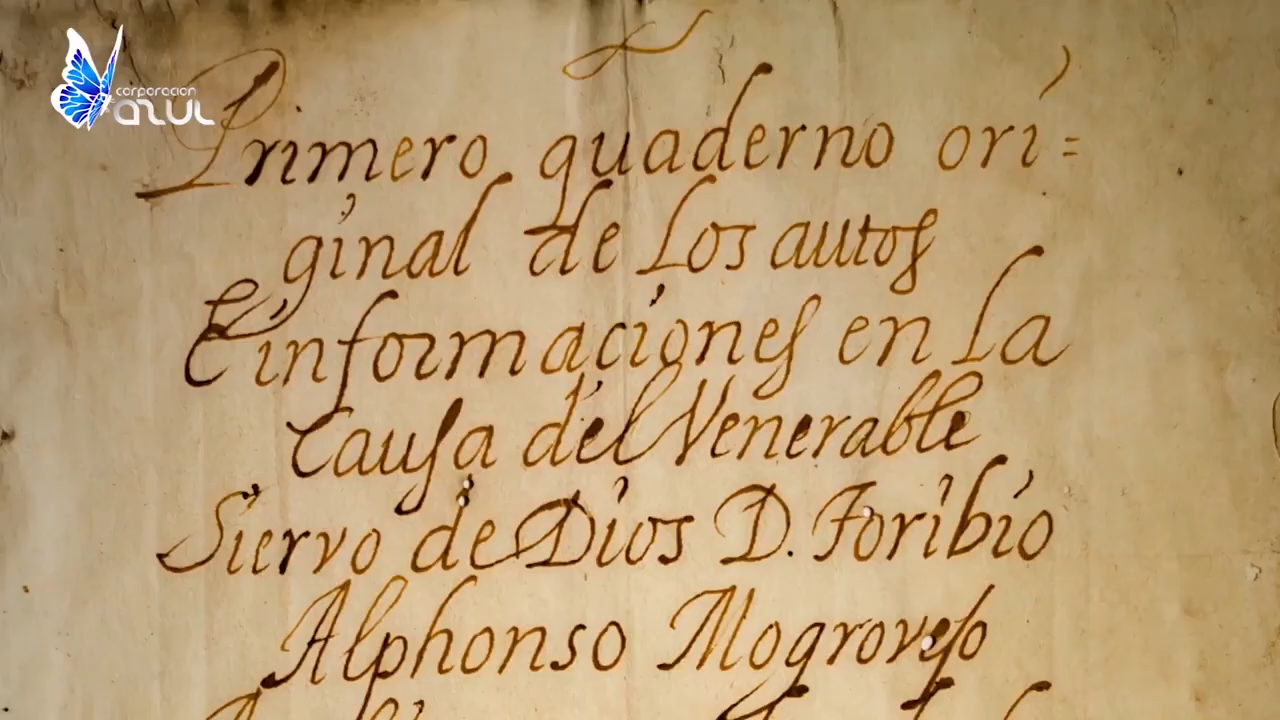 corporacion
azul
Primero quaderno ori=
ginal de Los autos
E informaciones en La
Causa del Venerable
Siervo de Dios D. Toribio
Alphonso Mogrovejo